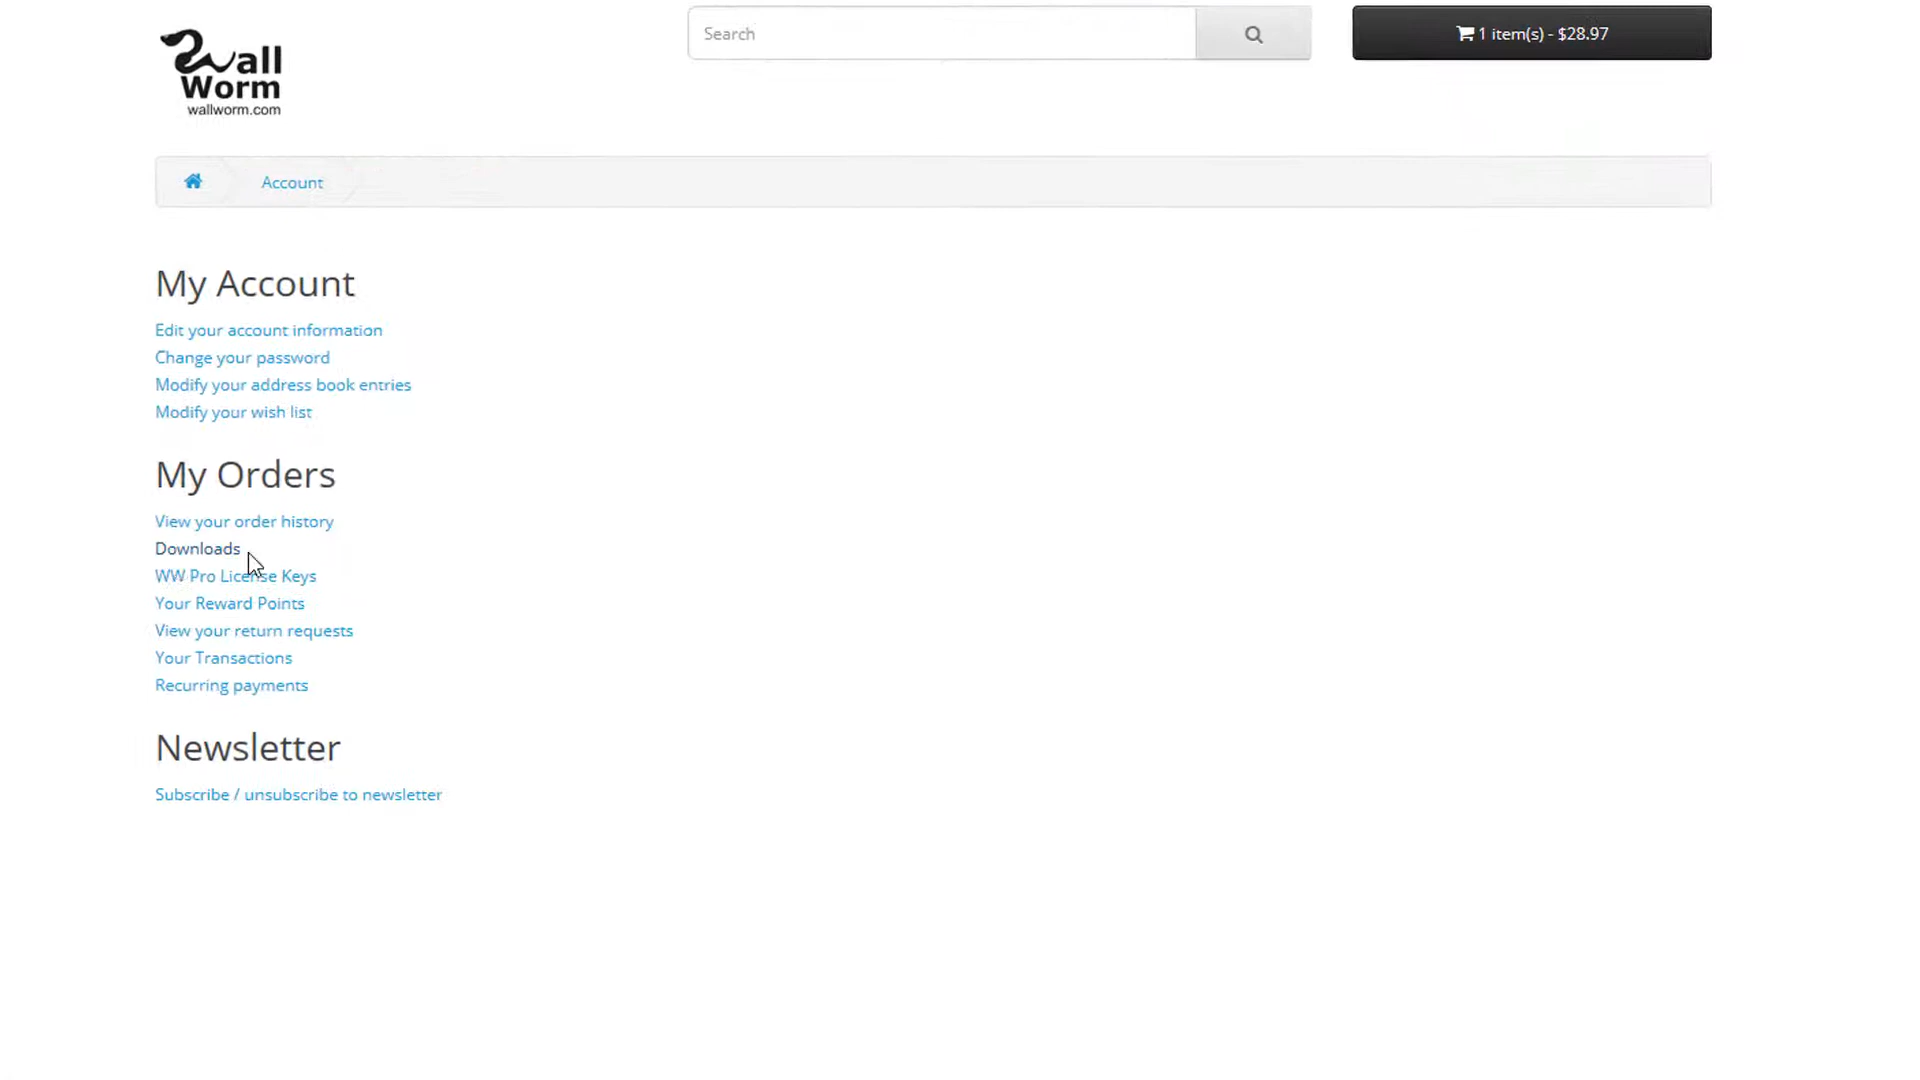 Wall
Worm
wallworm.com
Search
1 item(s) - $28.97
Account
My Account
Edit your account information
Change your password
Modify your address book entries
Modify your wish list
My Orders
View your order history
Downloads
WW Pro License Keys
Your Reward Points
View your return requests
Your Transactions
Recurring payments
Newsletter
Subscribe / unsubscribe to newsletter